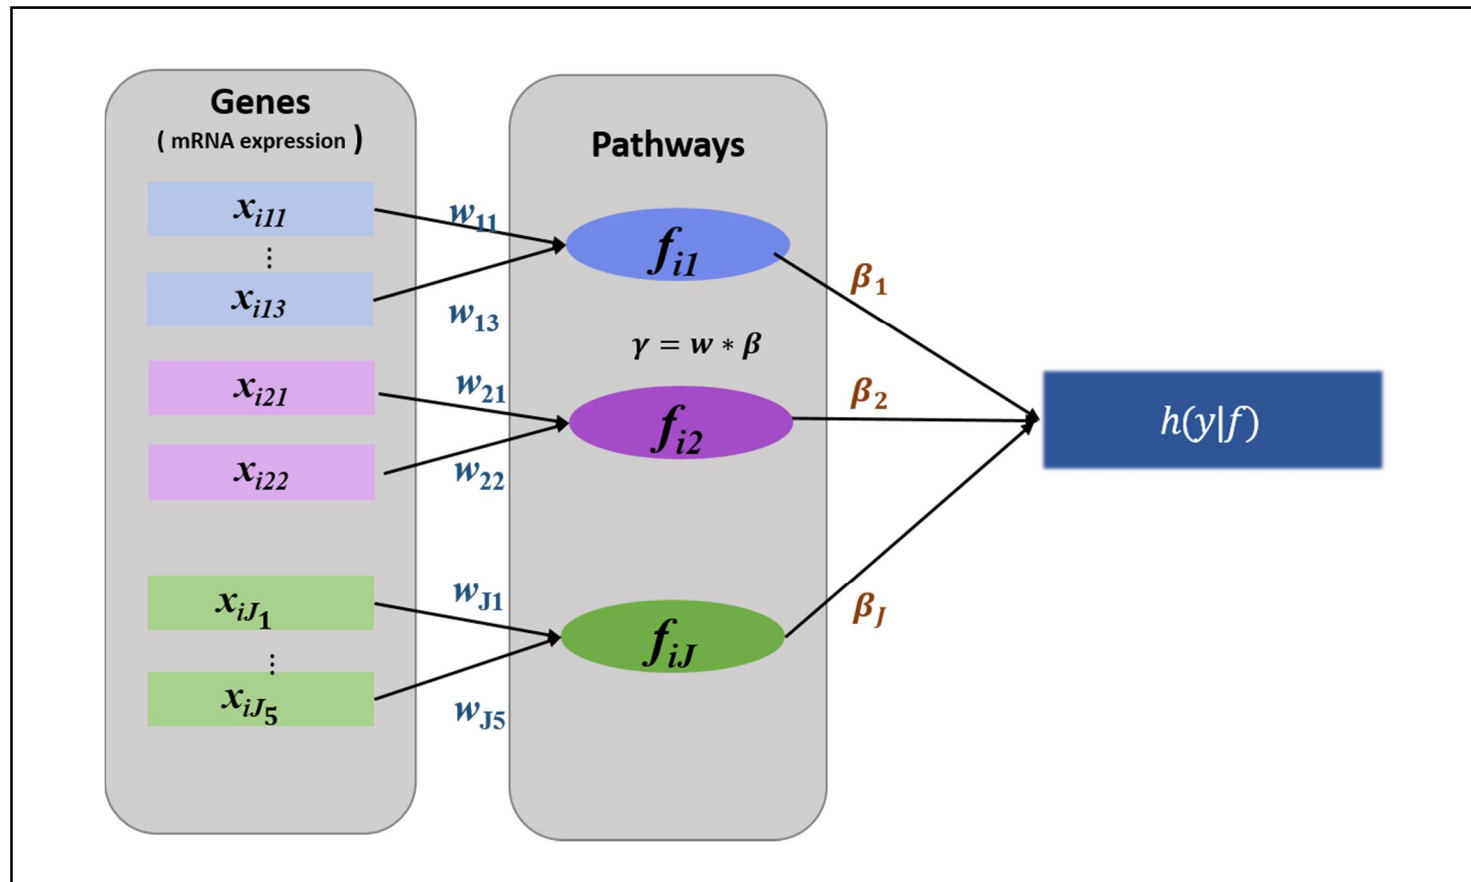 Genes
( mRNA expression )
x_{i11}
⋮
x_{i13}
x_{i21}
x_{i22}
x_{iJ_1}
⋮
x_{iJ_5}
w_{11}
w_{13}
w_{21}
w_{22}
w_{J1}
w_{J5}
Pathways
f_{i1}
γ = w ∗ β
f_{i2}
f_{iJ}
β_1
β_2
β_J
h(y|f)